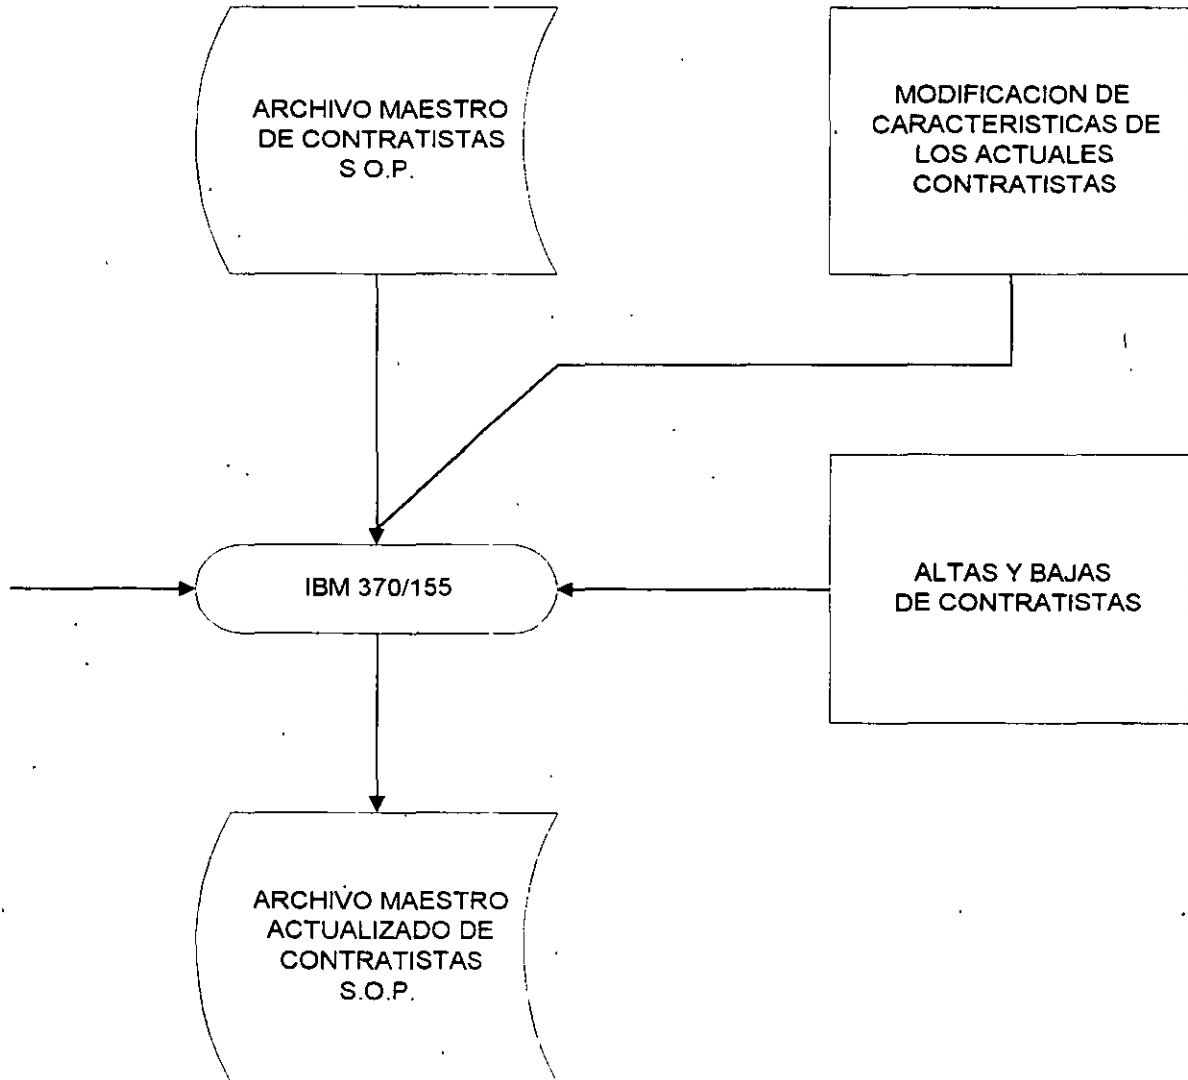 ARCHIVO MAESTRO
DE CONTRATISTAS
S O.P.
MODIFICACION DE
CARACTERISTICAS DE
LOS ACTUALES
CONTRATISTAS
IBM 370/155
ALTAS Y BAJAS
DE CONTRATISTAS
ARCHIVO MAESTRO
ACTUALIZADO DE
CONTRATISTAS
S.O.P.